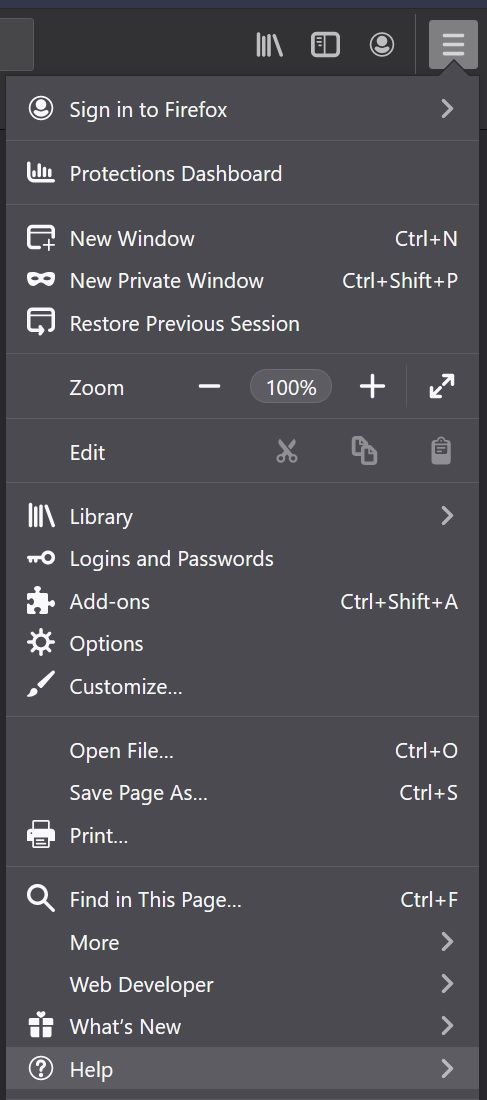 Sign in to Firefox
Protections Dashboard
New Window Ctrl+N
New Private Window Ctrl+Shift+P
Restore Previous Session
Zoom 100%
Edit
Library
Logins and Passwords
Add-ons Ctrl+Shift+A
Options
Customize...
Open File... Ctrl+O
Save Page As... Ctrl+S
Print...
Find in This Page... Ctrl+F
More
Web Developer
What's New
Help